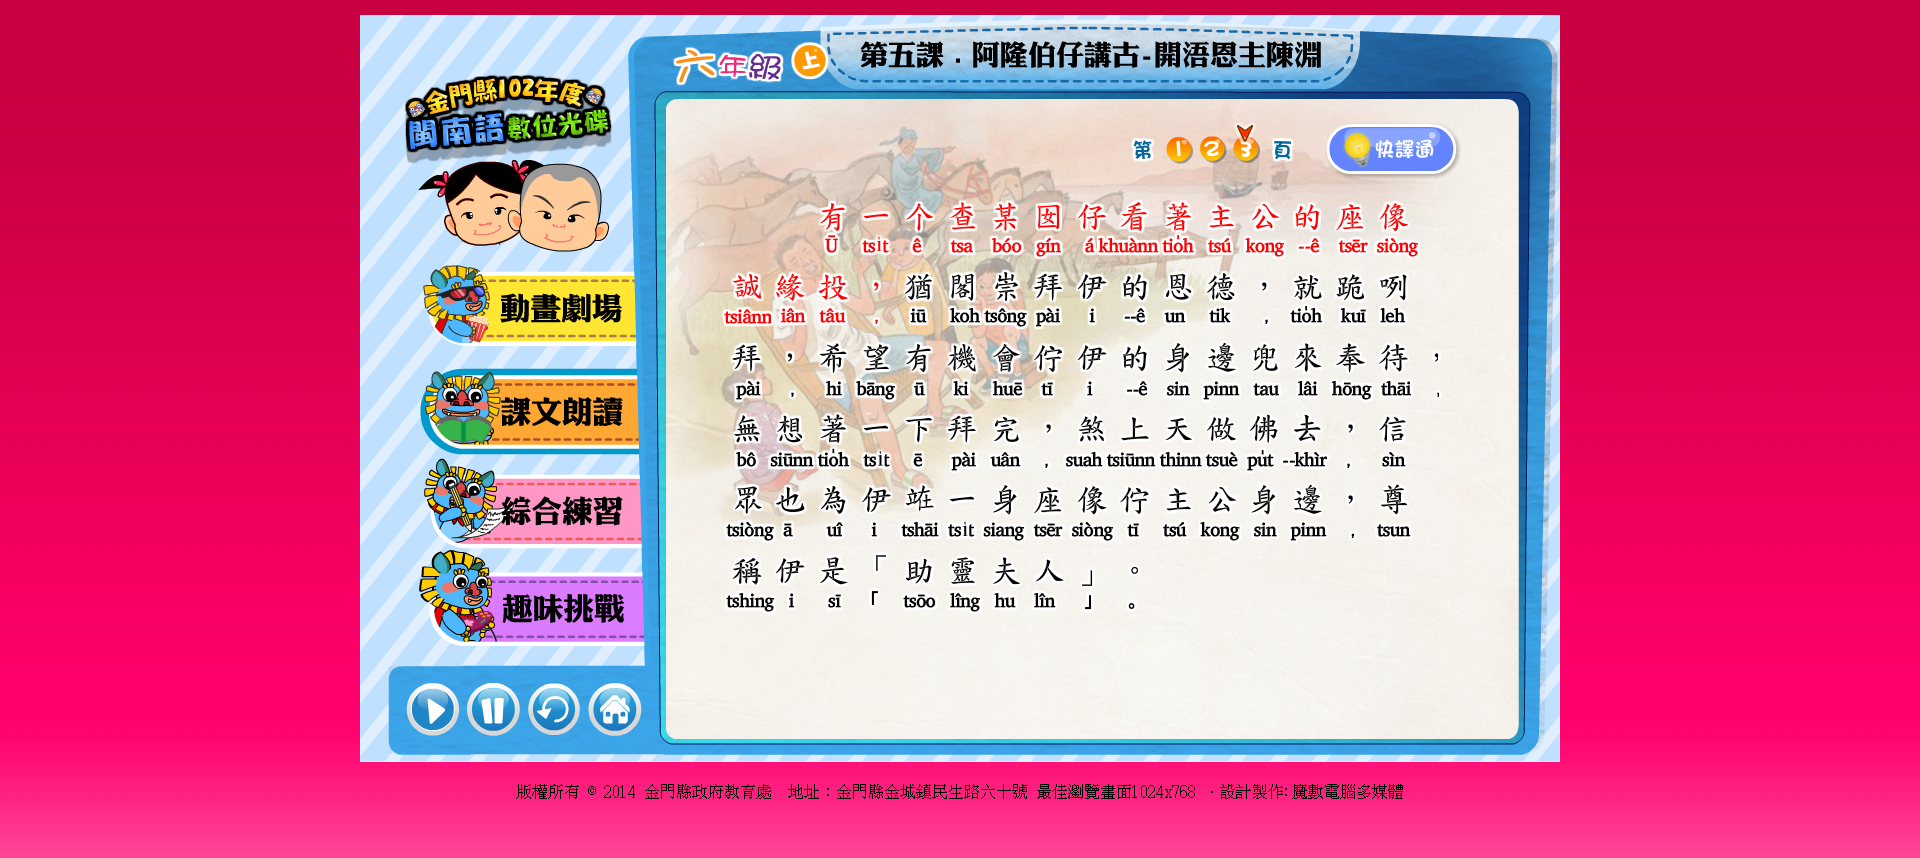 六年級 上
第五課．阿隆伯仔講古-開浯恩主陳淵
金門縣102年度
閩南語數位光碟
動畫劇場
課文朗讀
綜合練習
趣味挑戰
第 1 2 3 頁
快譯通
有一个查某囡仔看著主公的座像
Ū tsi̍t ê tsa bóo gín á khuànn tio̍h tsú kong --ê tsēr siòng
誠緣投，猶閣崇拜伊的恩德，就跪咧
tsiânn iân tâu , iū koh tsông pài i --ê un tik , tio̍h kuī leh
拜，希望有機會佇伊的身邊兜來奉待，
pài , hi bāng ū ki huē tī i --ê sin pinn tau lâi hōng thāi ,
無想著一下拜完，煞上天做佛去，信
bô siūnn tio̍h tsi̍t ē pài uân , suah tsiūnn thinn tsuè pu̍t --khìr , sìn
眾也為伊𫞼一身座像佇主公身邊，尊
tsiòng ā uî i tshāi tsi̍t siang tsēr siòng tī tsú kong sin pinn , tsun
稱伊是「助靈夫人」。
tshing i sī 「 tsōo lîng hu lîn 」 。
版權所有 © 2014 金門縣政府教育處 地址：金門縣金城鎮民生路六十號 最佳瀏覽畫面1024x768 ‧設計製作:魔數電腦多媒體